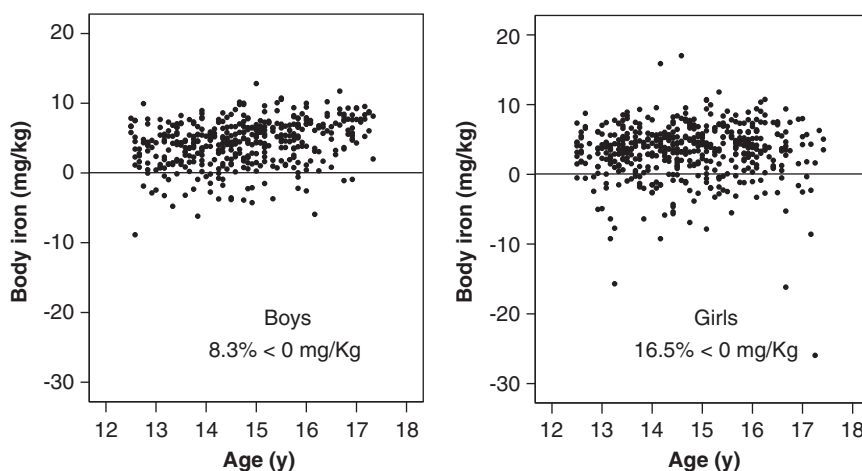 20
10
0
-10
-20
-30
Body iron (mg/kg)
Boys
8.3% < 0 mg/Kg
12 13 14 15 16 17 18
Age (y)
20
10
0
-10
-20
-30
Body iron (mg/kg)
Girls
16.5% < 0 mg/Kg
12 13 14 15 16 17 18
Age (y)